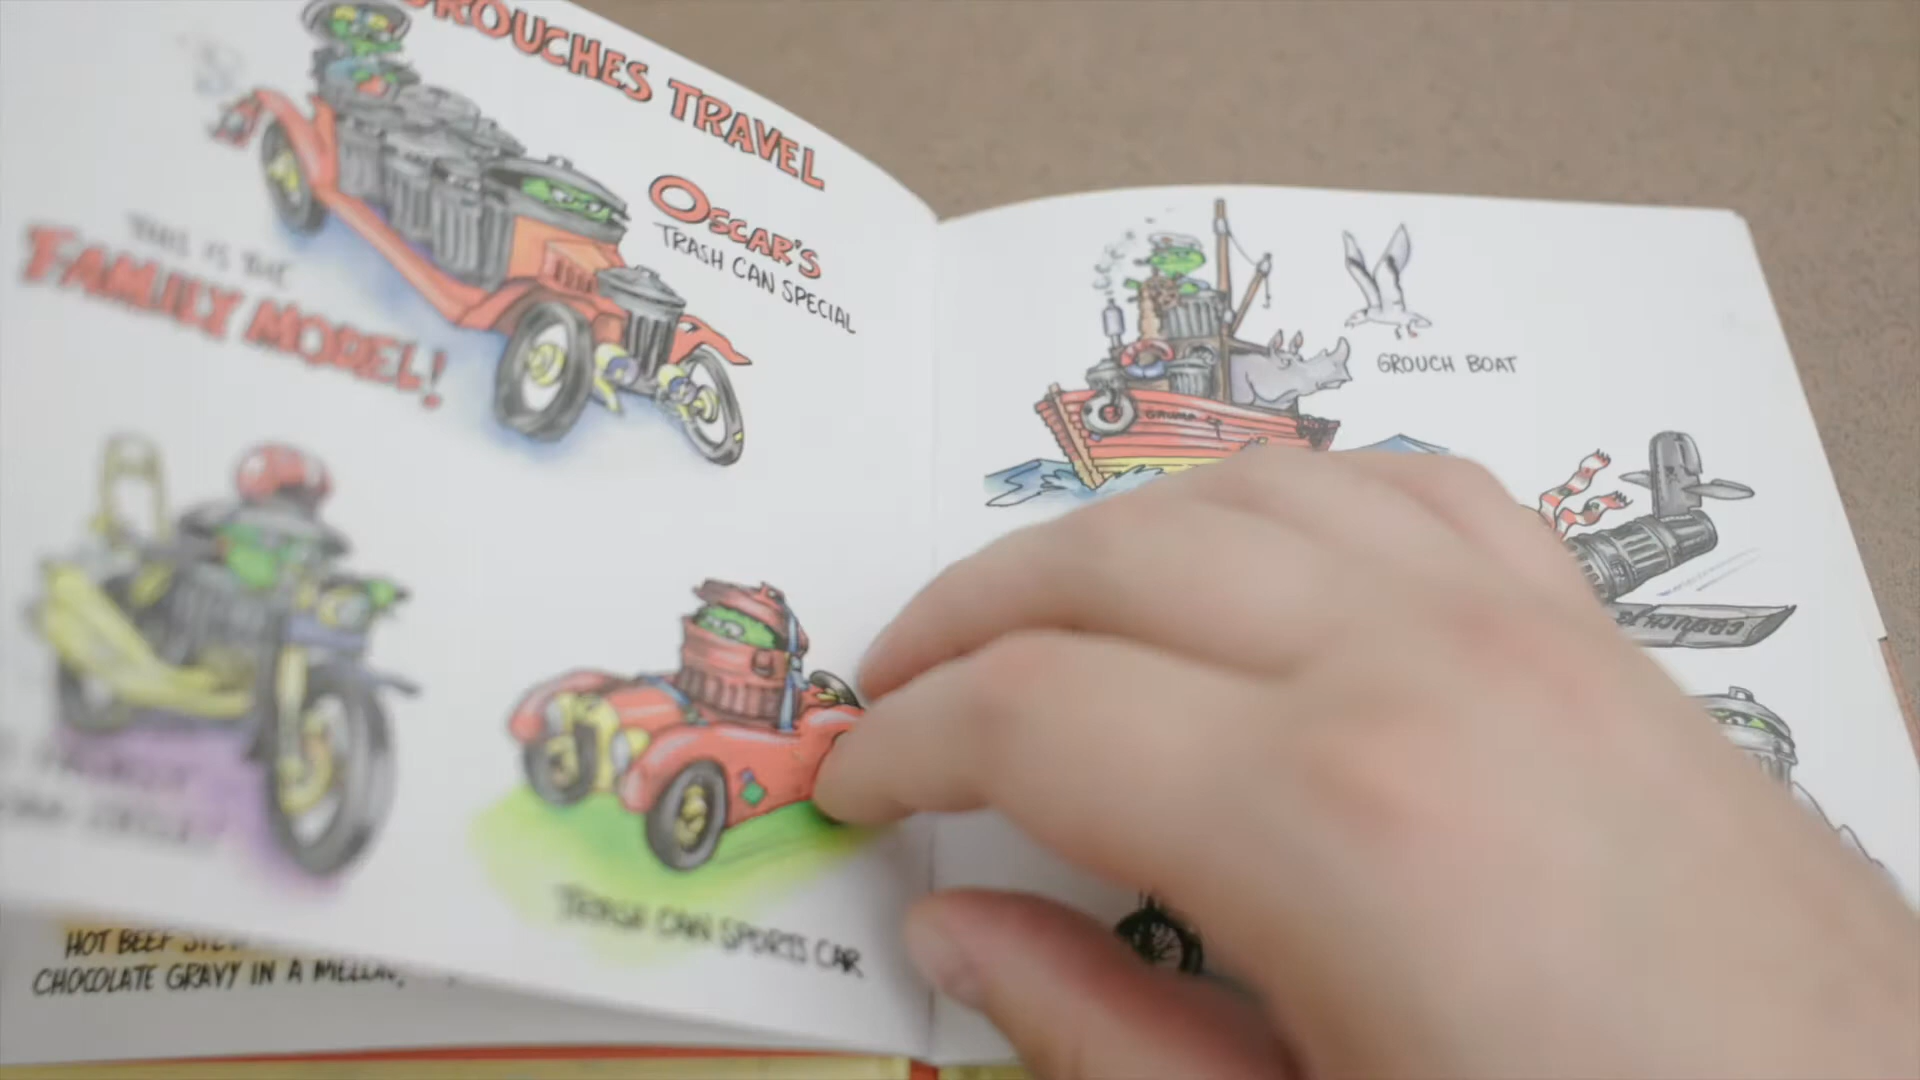 GROUCHES TRAVEL
OSCAR'S
TRASH CAN SPECIAL
THIS IS THE
FAMILY MODEL!
TRASH CAN SPORTS CAR
HOT BEEF
CHOCOLATE GRAVY IN A
GROUCH BOAT